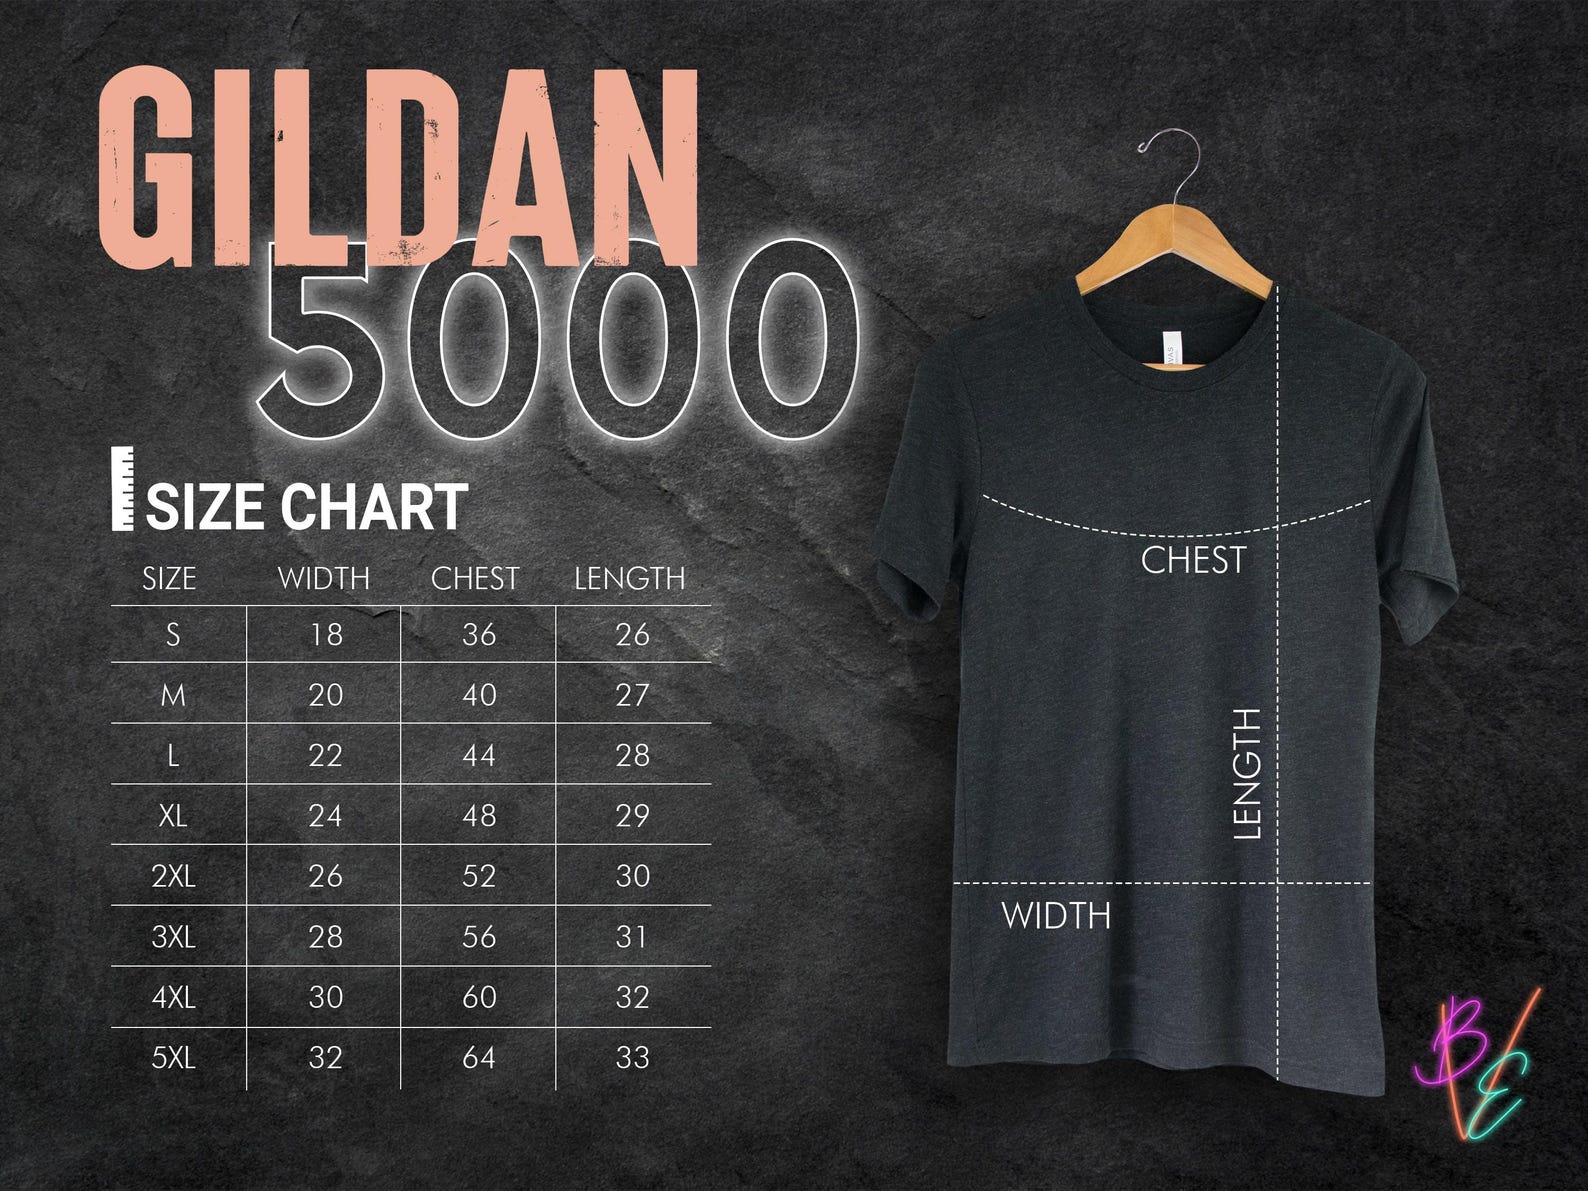 GILDAN
5000
SIZE CHART
SIZE WIDTH CHEST LENGTH
S 18 36 26
M 20 40 27
L 22 44 28
XL 24 48 29
2XL 26 52 30
3XL 28 56 31
4XL 30 60 32
5XL 32 64 33
CHEST
LENGTH
WIDTH
B/E